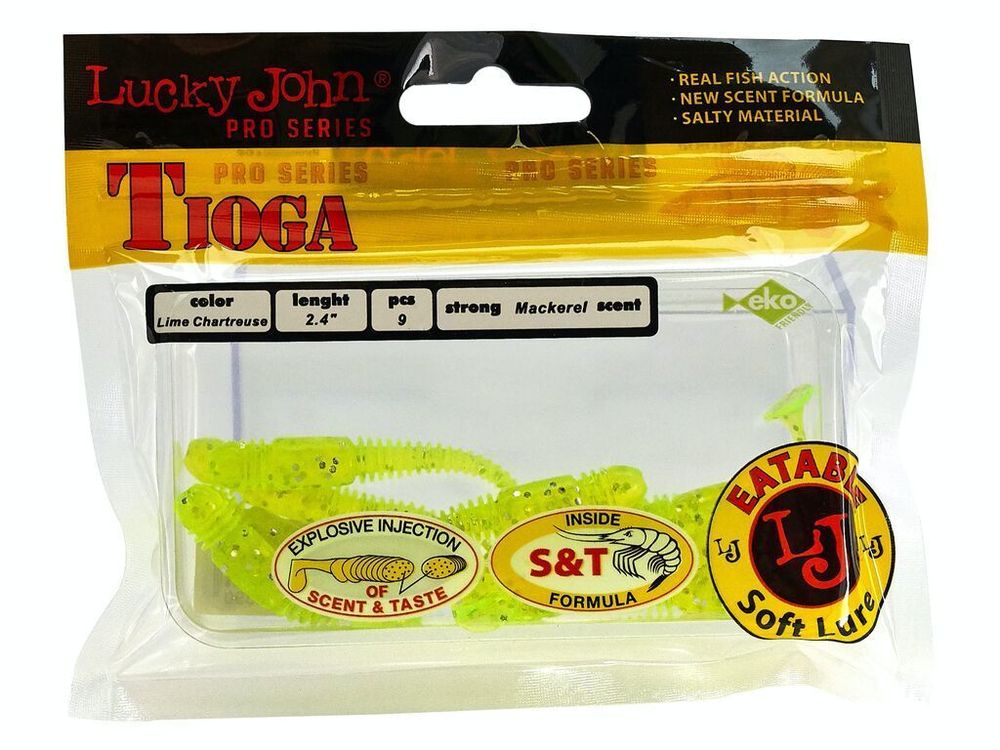 Lucky John®
PRO SERIES
· REAL FISH ACTION
· NEW SCENT FORMULA
· SALTY MATERIAL
PRO SERIES
PRO SERIES
TIOGA
color
Lime Chartreuse
lenght
2.4"
pcs
9
strong Mackerel scent
eko
FRIENDLY
EXPLOSIVE INJECTION
OF
SCENT & TASTE
INSIDE
S&T
FORMULA
EATABLE
LJ
LJ
LJ
Soft Lure